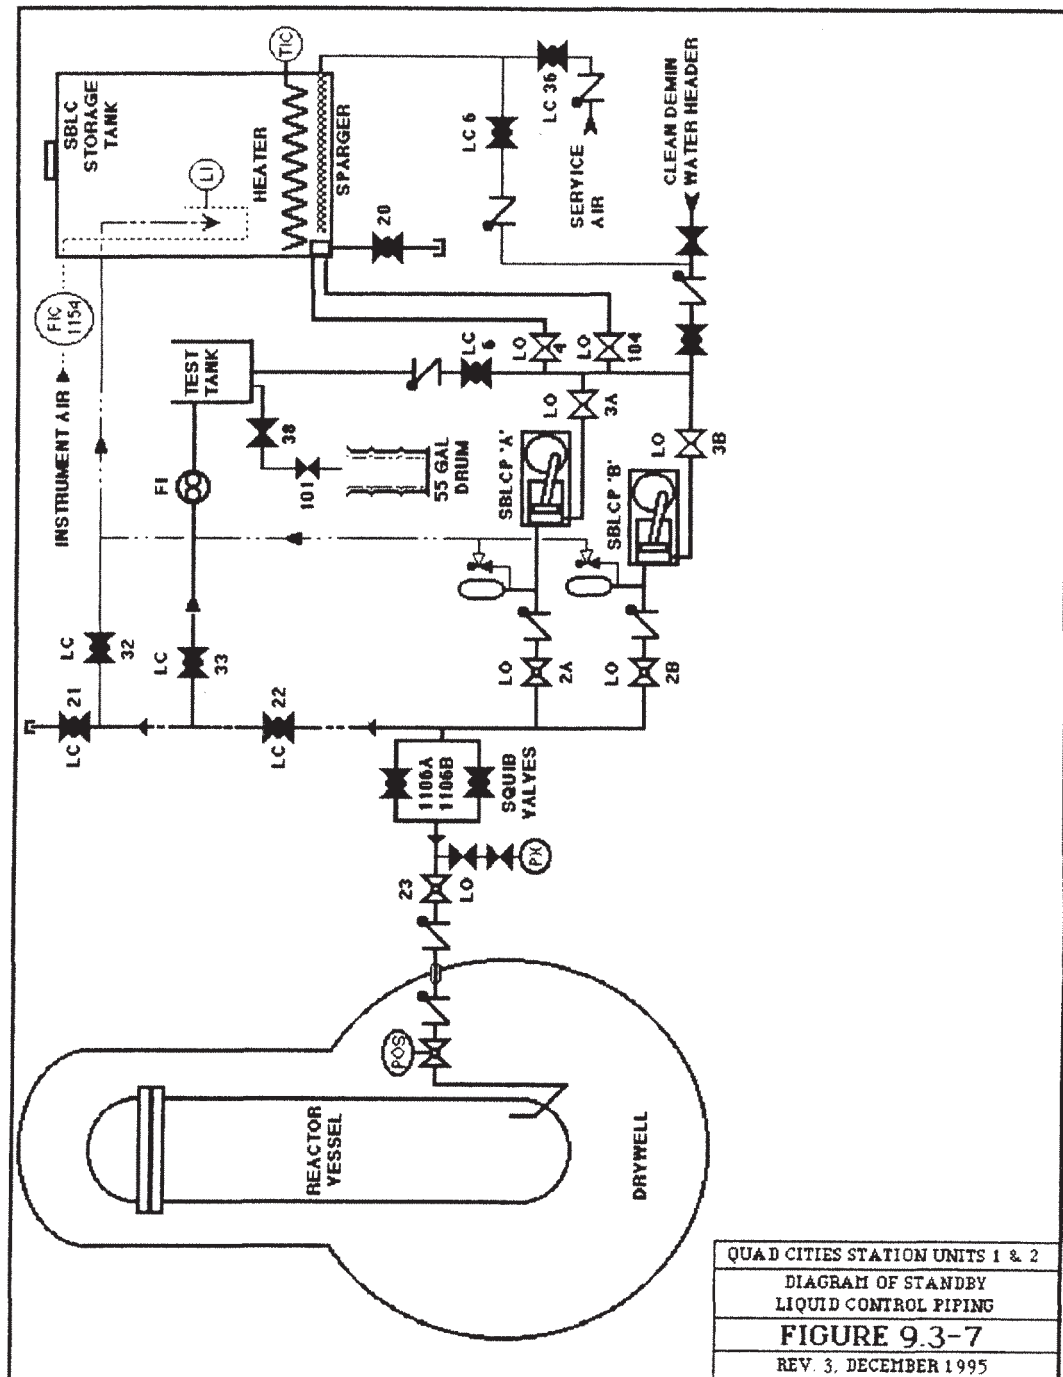 TIC
SBLC
STORAGE
TANK
LI
HEATER
SPARGER
20
LC 36
LC 6
SERVICE
AIR
CLEAN DEMIN
WATER HEADER
FIC
1154
INSTRUMENT AIR
TEST
TANK
LC
6
LO
4
LO
104
LO
3A
LO
3B
38
101
55 GAL
DRUM
FI
SBLCP 'A'
SBLCP 'B'
LC
32
LC
33
LO
2A
LO
2B
21
LC
22
LC
1106A
1106B
SQUIB
VALVES
23
LO
PX
POS
REACTOR
VESSEL
DRYWELL
QUAD CITIES STATION UNITS 1 & 2
DIAGRAM OF STANDBY
LIQUID CONTROL PIPING
FIGURE 9.3-7
REV. 3, DECEMBER 1995